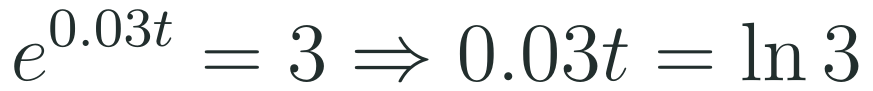 e^{0.03t} = 3 ⇒ 0.03t = ln 3